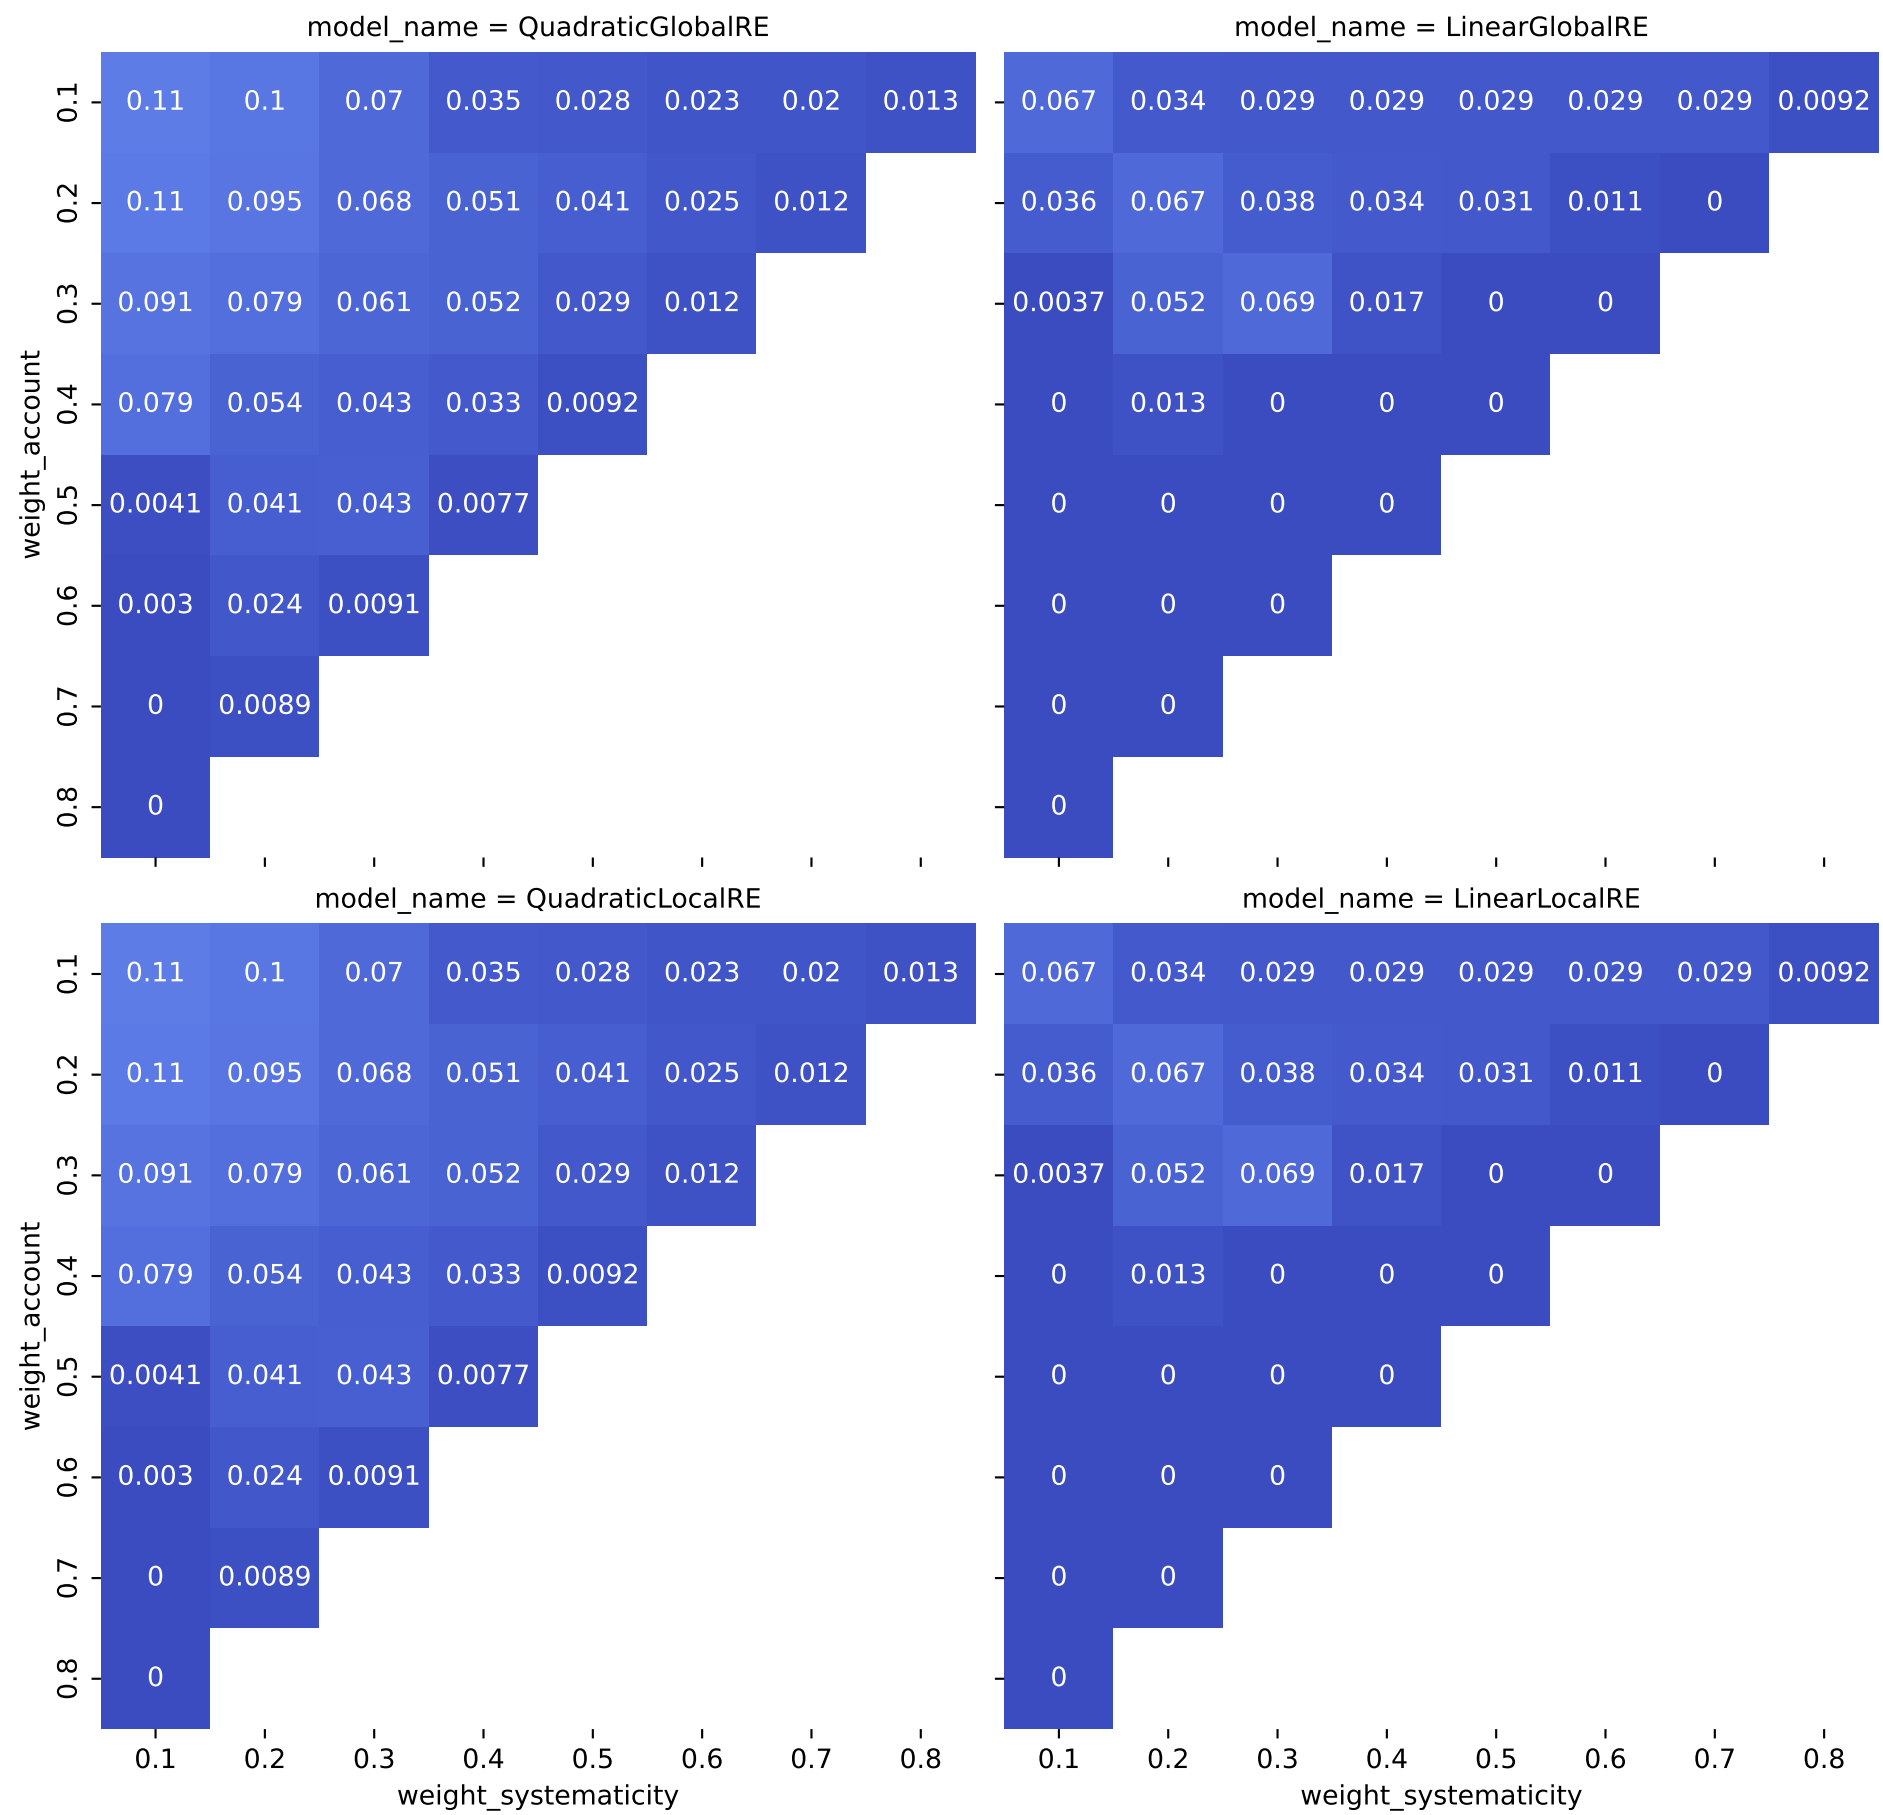 model_name = QuadraticGlobalRE
0.1 0.11 0.1 0.07 0.035 0.028 0.023 0.02 0.013
0.2 0.11 0.095 0.068 0.051 0.041 0.025 0.012
0.3 0.091 0.079 0.061 0.052 0.029 0.012
0.4 0.079 0.054 0.043 0.033 0.0092
0.5 0.0041 0.041 0.043 0.0077
0.6 0.003 0.024 0.0091
0.7 0 0.0089
0.8 0
weight_account
model_name = LinearGlobalRE
0.067 0.034 0.029 0.029 0.029 0.029 0.029 0.0092
0.036 0.067 0.038 0.034 0.031 0.011 0
0.0037 0.052 0.069 0.017 0 0
0 0.013 0 0 0
0 0 0 0
0 0 0
0 0
0
model_name = QuadraticLocalRE
0.1 0.11 0.1 0.07 0.035 0.028 0.023 0.02 0.013
0.2 0.11 0.095 0.068 0.051 0.041 0.025 0.012
0.3 0.091 0.079 0.061 0.052 0.029 0.012
0.4 0.079 0.054 0.043 0.033 0.0092
0.5 0.0041 0.041 0.043 0.0077
0.6 0.003 0.024 0.0091
0.7 0 0.0089
0.8 0
weight_account
0.1 0.2 0.3 0.4 0.5 0.6 0.7 0.8
weight_systematicity
model_name = LinearLocalRE
0.067 0.034 0.029 0.029 0.029 0.029 0.029 0.0092
0.036 0.067 0.038 0.034 0.031 0.011 0
0.0037 0.052 0.069 0.017 0 0
0 0.013 0 0 0
0 0 0 0
0 0 0
0 0
0
0.1 0.2 0.3 0.4 0.5 0.6 0.7 0.8
weight_systematicity